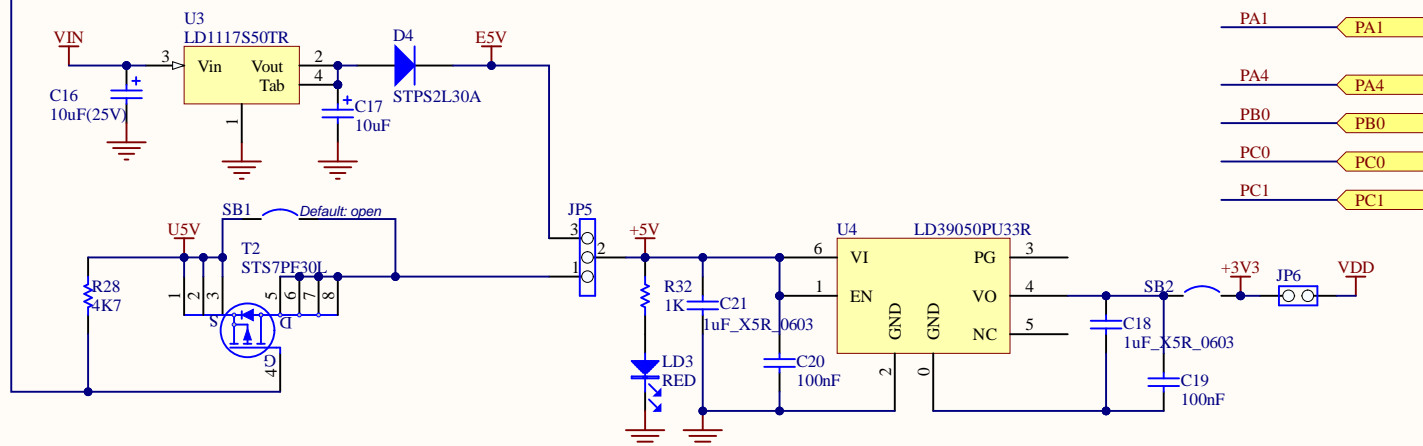 U3
LD1117S50TR
VIN
3
Vin
Vout
2
Tab
4
1
C16
+
10uF(25V)
D4
STPS2L30A
E5V
+
C17
10uF
PA1
PA1
PA4
PA4
PB0
PB0
PC0
PC0
PC1
PC1
SB1
Default: open
U5V
T2
STS7PF30L
R28
4K7
1
2
3
5
6
7
8
S
D
G
4
JP5
3
2
1
+5V
R32
1K
C21
1uF_X5R_0603
LD3
RED
C20
100nF
U4
LD39050PU33R
6
VI
PG
3
1
EN
VO
4
GND
GND
NC
5
2
0
SB2
+3V3
JP6
VDD
C18
1uF_X5R_0603
C19
100nF